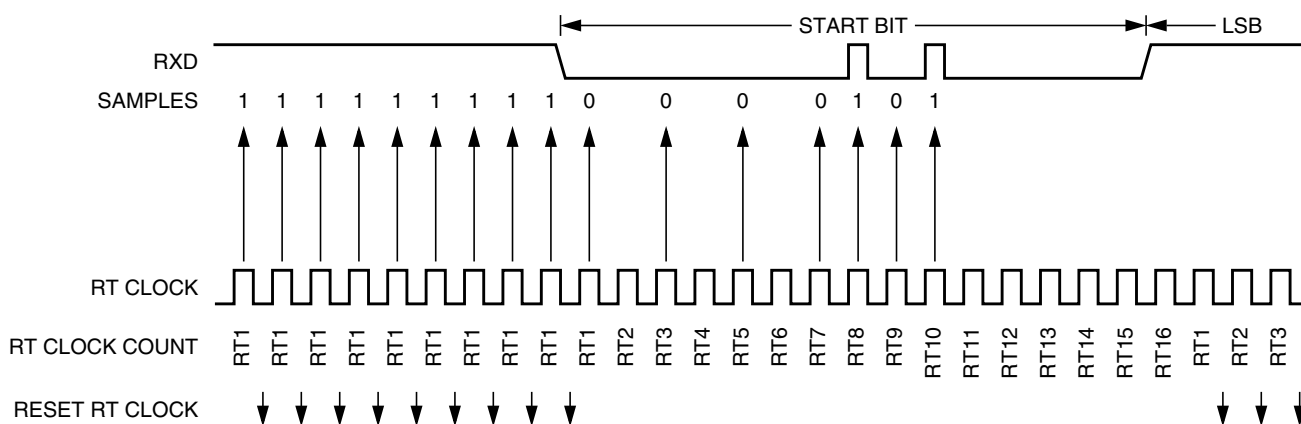 START BIT LSB
RXD
SAMPLES 1 1 1 1 1 1 1 1 1 0 0 0 0 1 0 1
RT CLOCK
RT CLOCK COUNT RT1 RT1 RT1 RT1 RT1 RT1 RT1 RT1 RT1 RT1 RT2 RT3 RT4 RT5 RT6 RT7 RT8 RT9 RT10 RT11 RT12 RT13 RT14 RT15 RT16 RT1 RT2 RT3
RESET RT CLOCK